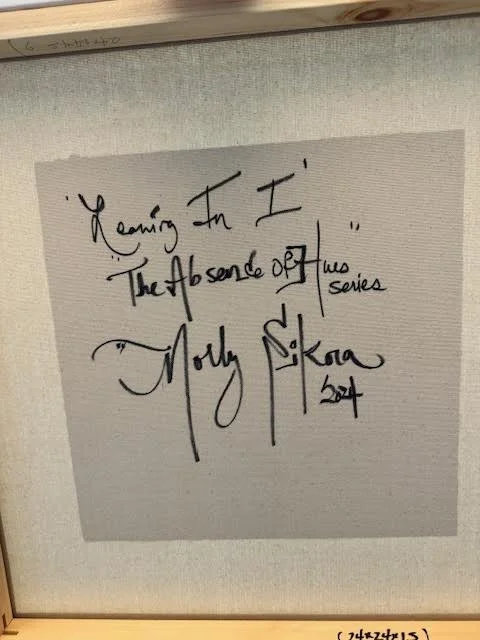 'Leaning In I'
"The Absence Of Hues"
series
Molly Sikora
2024
(24x24x1.5)